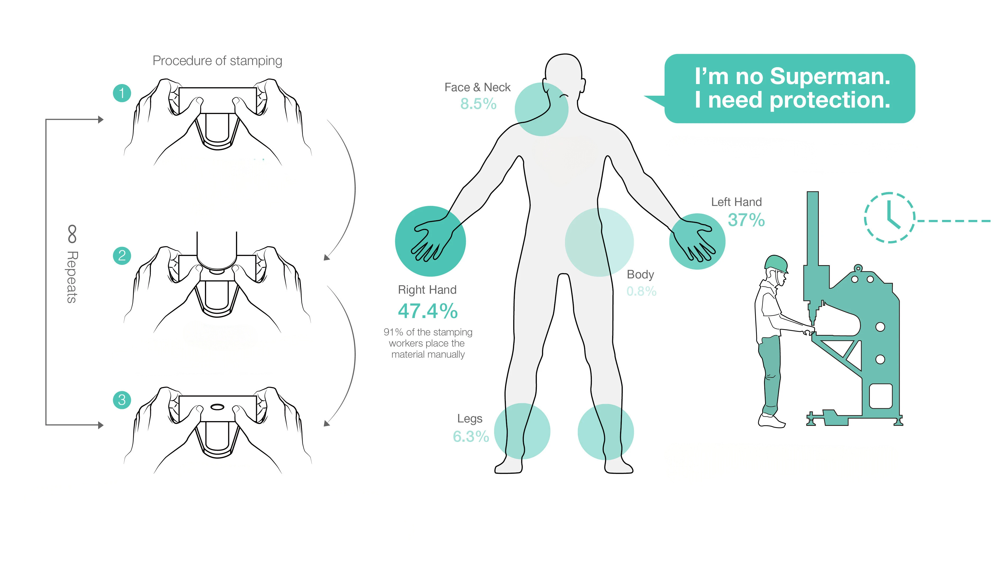 Procedure of stamping
1
2
3
∞ Repeats
Face & Neck
8.5%
I’m no Superman.
I need protection.
Left Hand
37%
Body
0.8%
Right Hand
47.4%
91% of the stamping
workers place the
material manually
Legs
6.3%